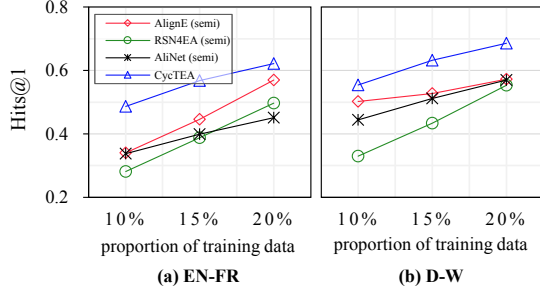 0.8
0.6
0.4
0.2
Hits@1
AlignE (semi)
RSN4EA (semi)
AliNet (semi)
CycTEA
10% 15% 20%
proportion of training data
(a) EN-FR
10% 15% 20%
proportion of training data
(b) D-W